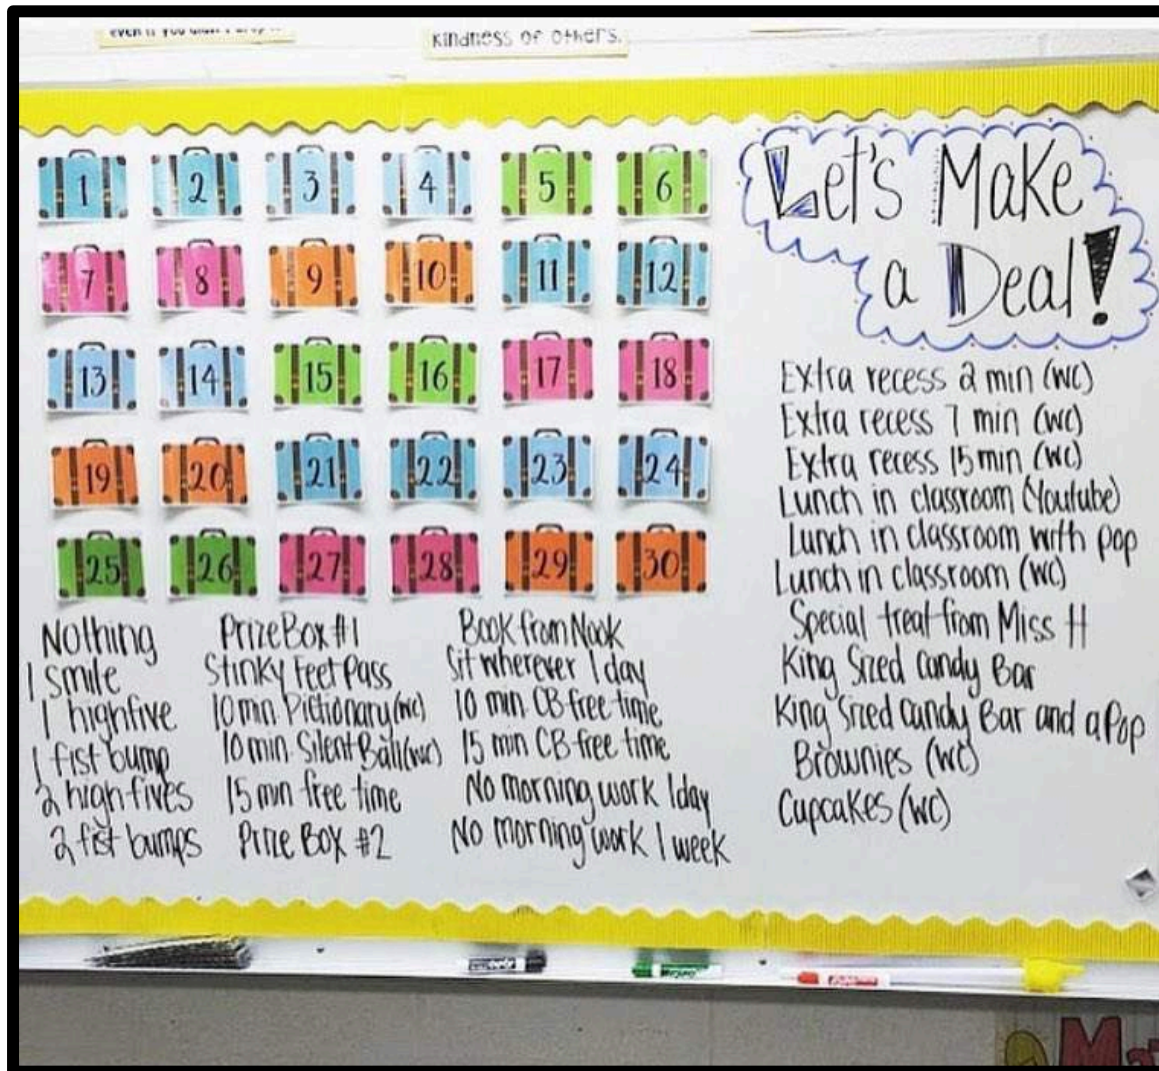 kindness of others.
1 2 3 4 5 6
7 8 9 10 11 12
13 14 15 16 17 18
19 20 21 22 23 24
25 26 27 28 29 30
Let's Make
a Deal!
Nothing
1 smile
1 highfive
1 fist bump
2 high fives
2 fist bumps
Prize Box #1
Stinky Feet Pass
10 min. Pictionary (wc)
10 min. Silent Ball (wc)
15 min free time
Prize Box #2
Book from Nook
Sit wherever 1 day
10 min CB free time
15 min CB free time
No morning work 1day
No morning work 1 week
Extra recess 2 min (wc)
Extra recess 7 min (wc)
Extra recess 15 min (wc)
Lunch in classroom (Youtube)
Lunch in classroom with pop
Lunch in classroom (wc)
Special treat from Miss H
King Sized Candy Bar
King Sized Candy Bar and a Pop
Brownies (wc)
Cupcakes (wc)